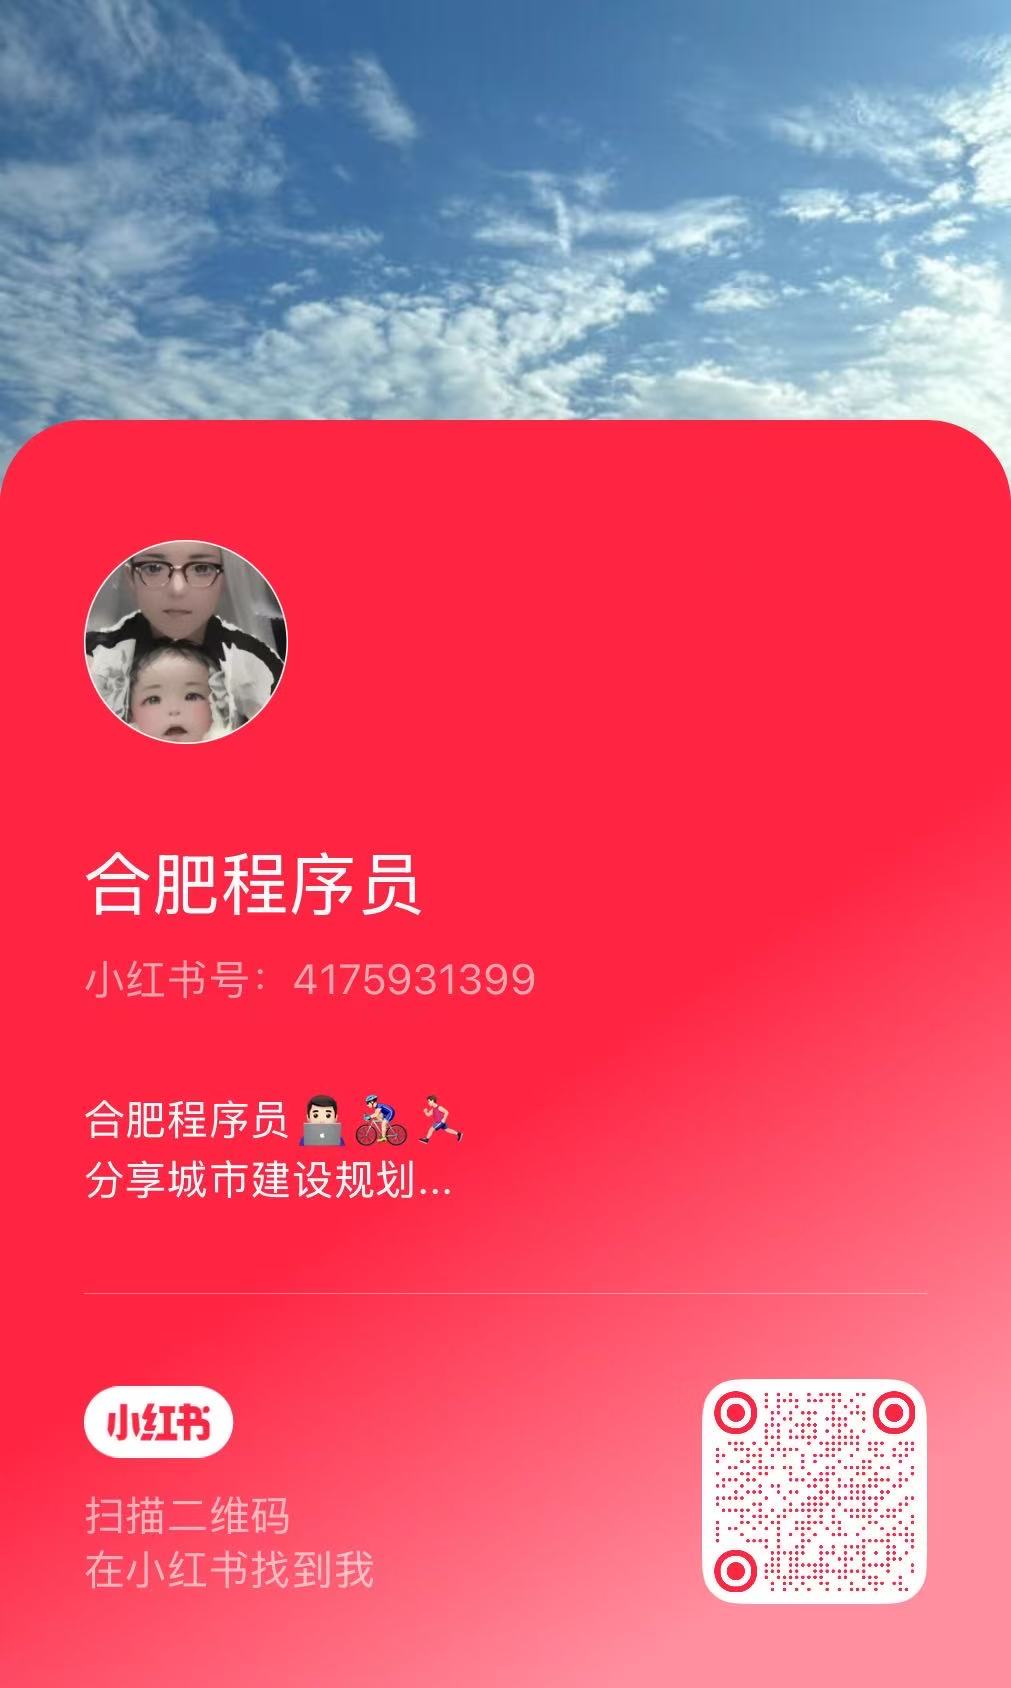 合肥程序员
小红书号：4175931399
合肥程序员👨🏻‍💻🚴🏻🏃🏻
分享城市建设规划...
小红书
扫描二维码
在小红书找到我